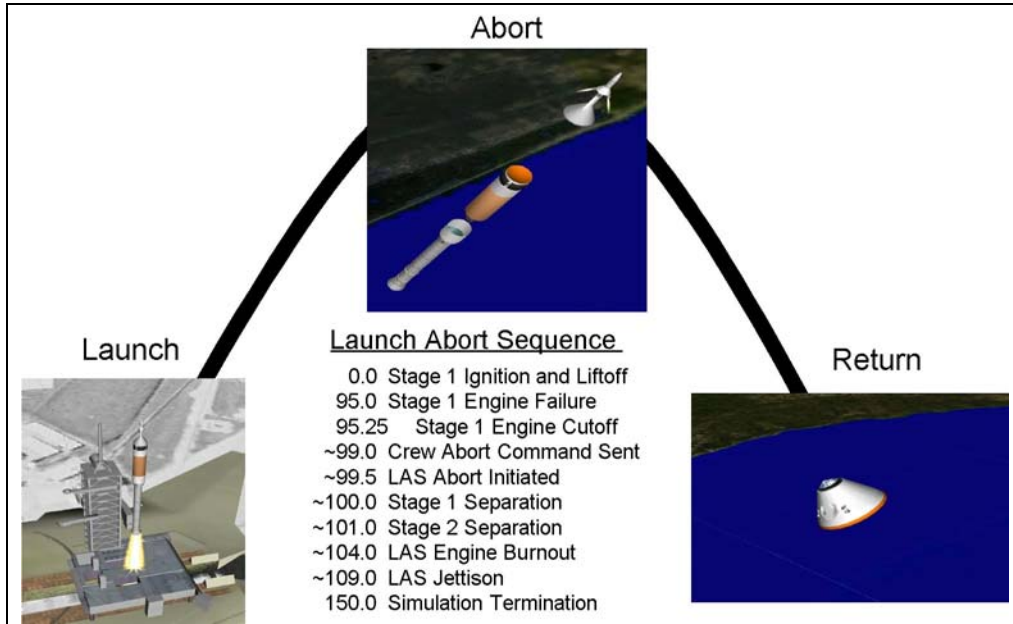 Abort
Launch
Launch Abort Sequence
0.0 Stage 1 Ignition and Liftoff
95.0 Stage 1 Engine Failure
95.25 Stage 1 Engine Cutoff
~99.0 Crew Abort Command Sent
~99.5 LAS Abort Initiated
~100.0 Stage 1 Separation
~101.0 Stage 2 Separation
~104.0 LAS Engine Burnout
~109.0 LAS Jettison
150.0 Simulation Termination
Return